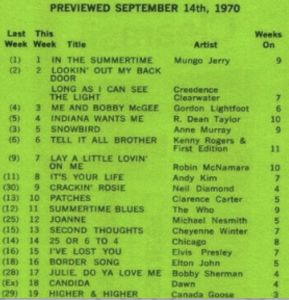 PREVIEWED SEPTEMBER 14th, 1970
Last This Weeks
Week Week Title Artist On
(1) 1 IN THE SUMMERTIME Mungo Jerry 9
(2) 2 LOOKIN' OUT MY BACK
DOOR
LONG AS I CAN SEE Creedence
THE LIGHT Clearwater 7
(4) 3 ME AND BOBBY McGEE Gordon Lightfoot 6
(5) 4 INDIANA WANTS ME R. Dean Taylor 10
(3) 5 SNOWBIRD Anne Murray 9
(6) 6 TELL IT ALL BROTHER Kenny Rogers &
First Edition 11
(9) 7 LAY A LITTLE LOVIN'
ON ME Robin McNamara 10
(11) 8 IT'S YOUR LIFE Andy Kim 7
(30) 9 CRACKIN' ROSIE Neil Diamond 4
(13) 10 PATCHES Clarence Carter 5
(12) 11 SUMMERTIME BLUES The Who 9
(25) 12 JOANNE Michael Nesmith 5
(15) 13 SECOND THOUGHTS Cheyenne Winter 7
(14) 14 25 OR 6 TO 4 Chicago 8
(16) 15 I'VE LOST YOU Elvis Presley 7
(18) 16 BORDER SONG Elton John 5
(28) 17 JULIE, DO YA LOVE ME Bobby Sherman 4
(Ex) 18 CANDIDA Dawn 4
(29) 19 HIGHER & HIGHER Canada Goose 3